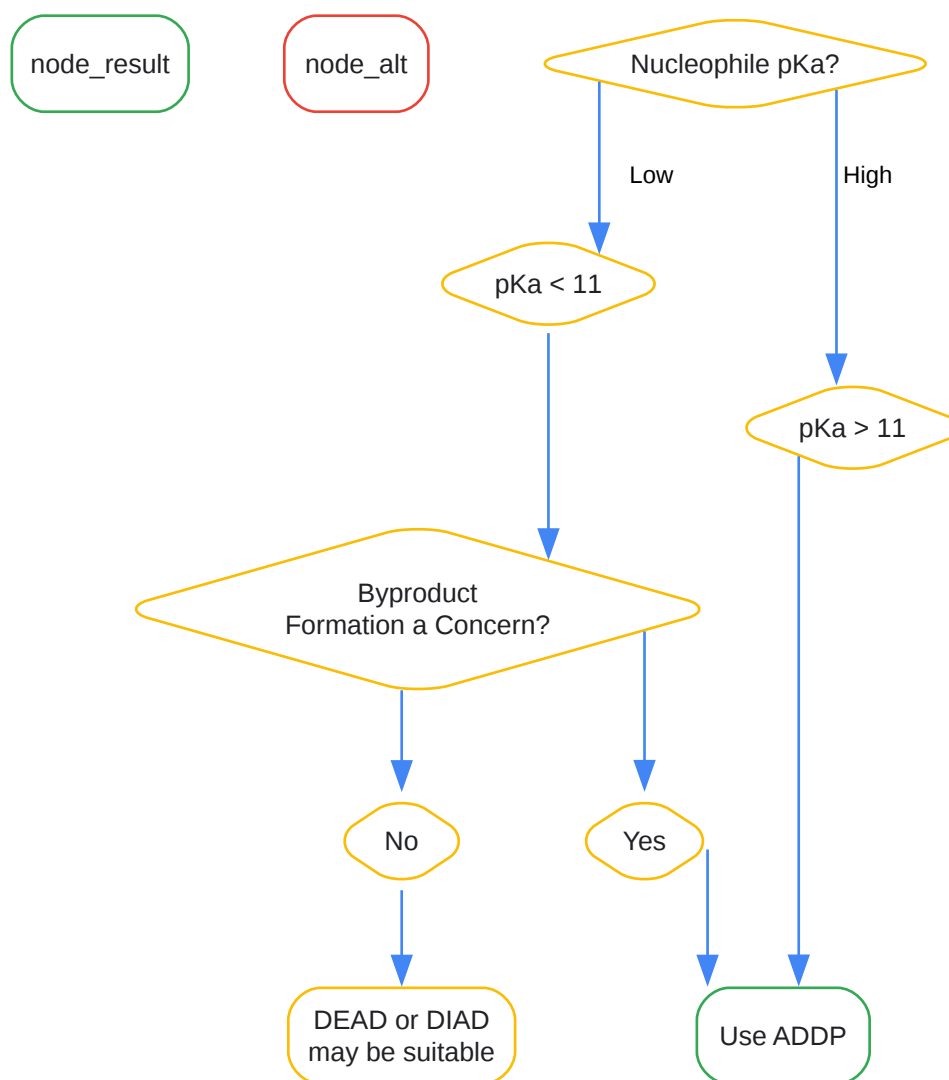 node_result
node_alt
Nucleophile pKa?
Low
High
pKa < 11
pKa > 11
Byproduct
Formation a Concern?
No
Yes
DEAD or DIAD
may be suitable
Use ADDP